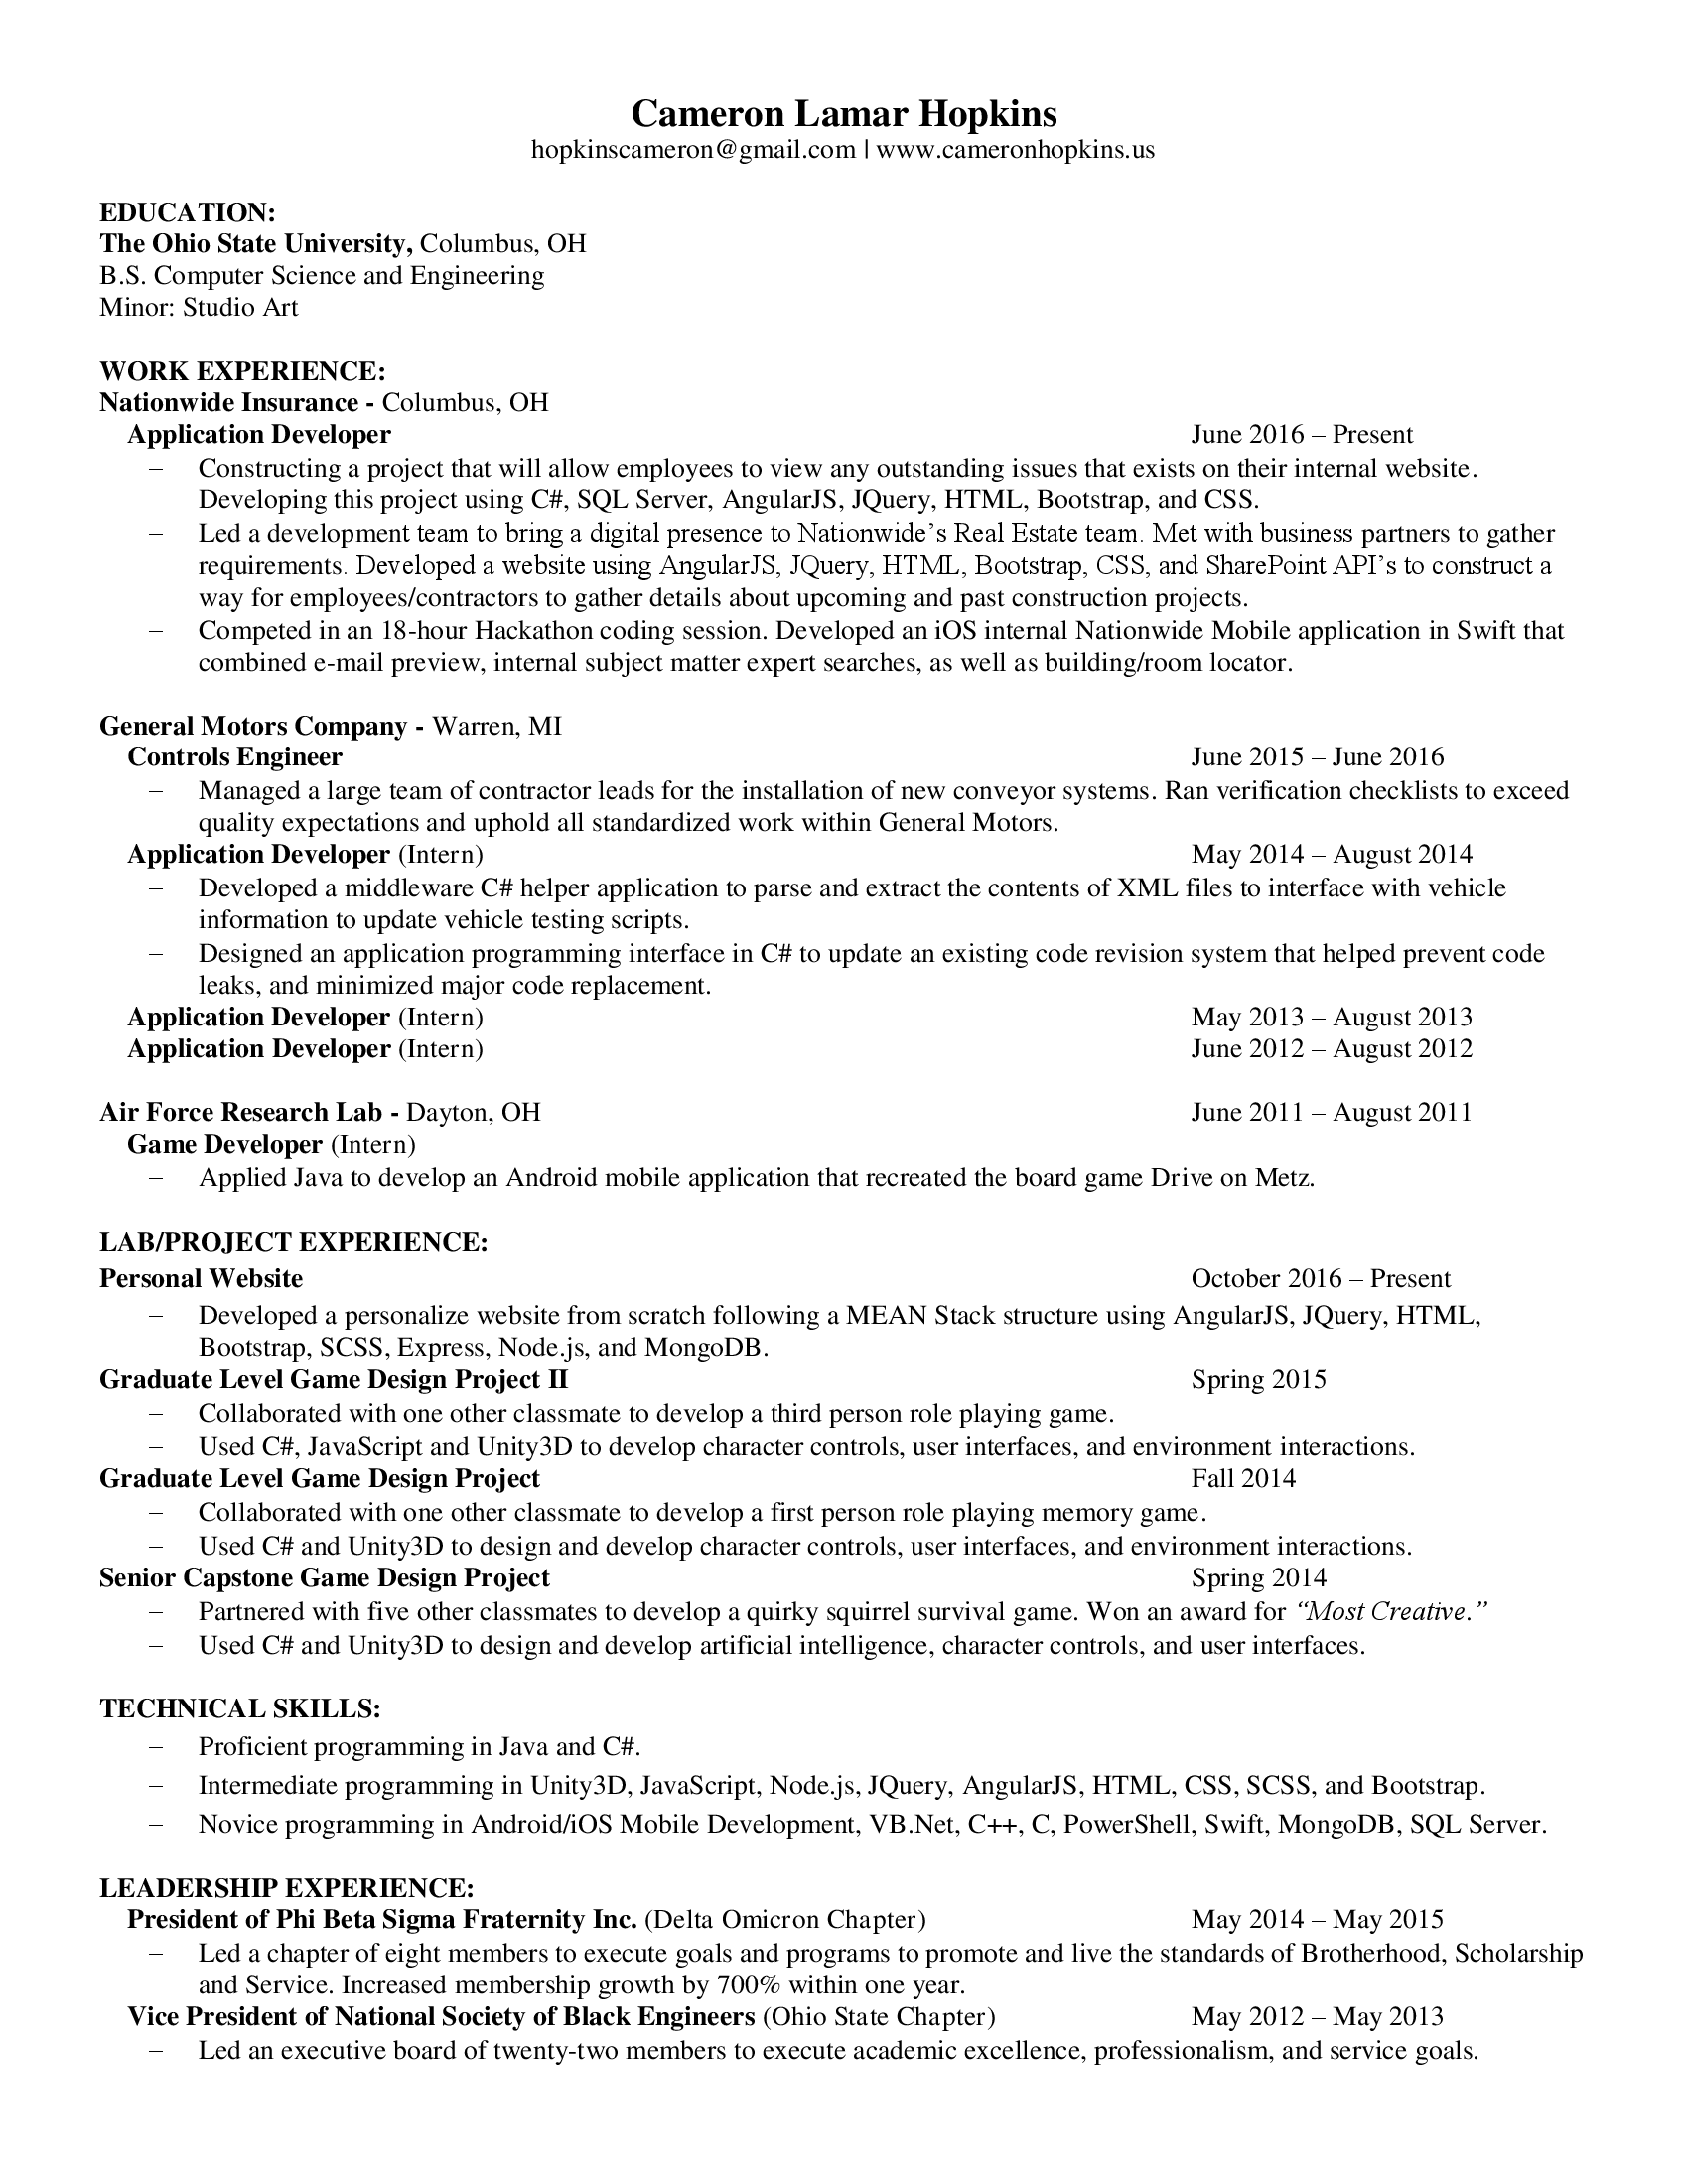 Cameron Lamar Hopkins
hopkinscameron@gmail.com | www.cameronhopkins.us
EDUCATION:
The Ohio State University, Columbus, OH
B.S. Computer Science and Engineering
Minor: Studio Art
WORK EXPERIENCE:
Nationwide Insurance - Columbus, OH
Application Developer June 2016 – Present
– Constructing a project that will allow employees to view any outstanding issues that exists on their internal website.
Developing this project using C#, SQL Server, AngularJS, JQuery, HTML, Bootstrap, and CSS.
– Led a development team to bring a digital presence to Nationwide’s Real Estate team. Met with business partners to gather
requirements. Developed a website using AngularJS, JQuery, HTML, Bootstrap, CSS, and SharePoint API’s to construct a
way for employees/contractors to gather details about upcoming and past construction projects.
– Competed in an 18-hour Hackathon coding session. Developed an iOS internal Nationwide Mobile application in Swift that
combined e-mail preview, internal subject matter expert searches, as well as building/room locator.
General Motors Company - Warren, MI
Controls Engineer June 2015 – June 2016
– Managed a large team of contractor leads for the installation of new conveyor systems. Ran verification checklists to exceed
quality expectations and uphold all standardized work within General Motors.
Application Developer (Intern) May 2014 – August 2014
– Developed a middleware C# helper application to parse and extract the contents of XML files to interface with vehicle
information to update vehicle testing scripts.
– Designed an application programming interface in C# to update an existing code revision system that helped prevent code
leaks, and minimized major code replacement.
Application Developer (Intern) May 2013 – August 2013
Application Developer (Intern) June 2012 – August 2012
Air Force Research Lab - Dayton, OH June 2011 – August 2011
Game Developer (Intern)
– Applied Java to develop an Android mobile application that recreated the board game Drive on Metz.
LAB/PROJECT EXPERIENCE:
Personal Website October 2016 – Present
– Developed a personalize website from scratch following a MEAN Stack structure using AngularJS, JQuery, HTML,
Bootstrap, SCSS, Express, Node.js, and MongoDB.
Graduate Level Game Design Project II Spring 2015
– Collaborated with one other classmate to develop a third person role playing game.
– Used C#, JavaScript and Unity3D to develop character controls, user interfaces, and environment interactions.
Graduate Level Game Design Project Fall 2014
– Collaborated with one other classmate to develop a first person role playing memory game.
– Used C# and Unity3D to design and develop character controls, user interfaces, and environment interactions.
Senior Capstone Game Design Project Spring 2014
– Partnered with five other classmates to develop a quirky squirrel survival game. Won an award for “Most Creative.”
– Used C# and Unity3D to design and develop artificial intelligence, character controls, and user interfaces.
TECHNICAL SKILLS:
– Proficient programming in Java and C#.
– Intermediate programming in Unity3D, JavaScript, Node.js, JQuery, AngularJS, HTML, CSS, SCSS, and Bootstrap.
– Novice programming in Android/iOS Mobile Development, VB.Net, C++, C, PowerShell, Swift, MongoDB, SQL Server.
LEADERSHIP EXPERIENCE:
President of Phi Beta Sigma Fraternity Inc. (Delta Omicron Chapter) May 2014 – May 2015
– Led a chapter of eight members to execute goals and programs to promote and live the standards of Brotherhood, Scholarship
and Service. Increased membership growth by 700% within one year.
Vice President of National Society of Black Engineers (Ohio State Chapter) May 2012 – May 2013
– Led an executive board of twenty-two members to execute academic excellence, professionalism, and service goals.